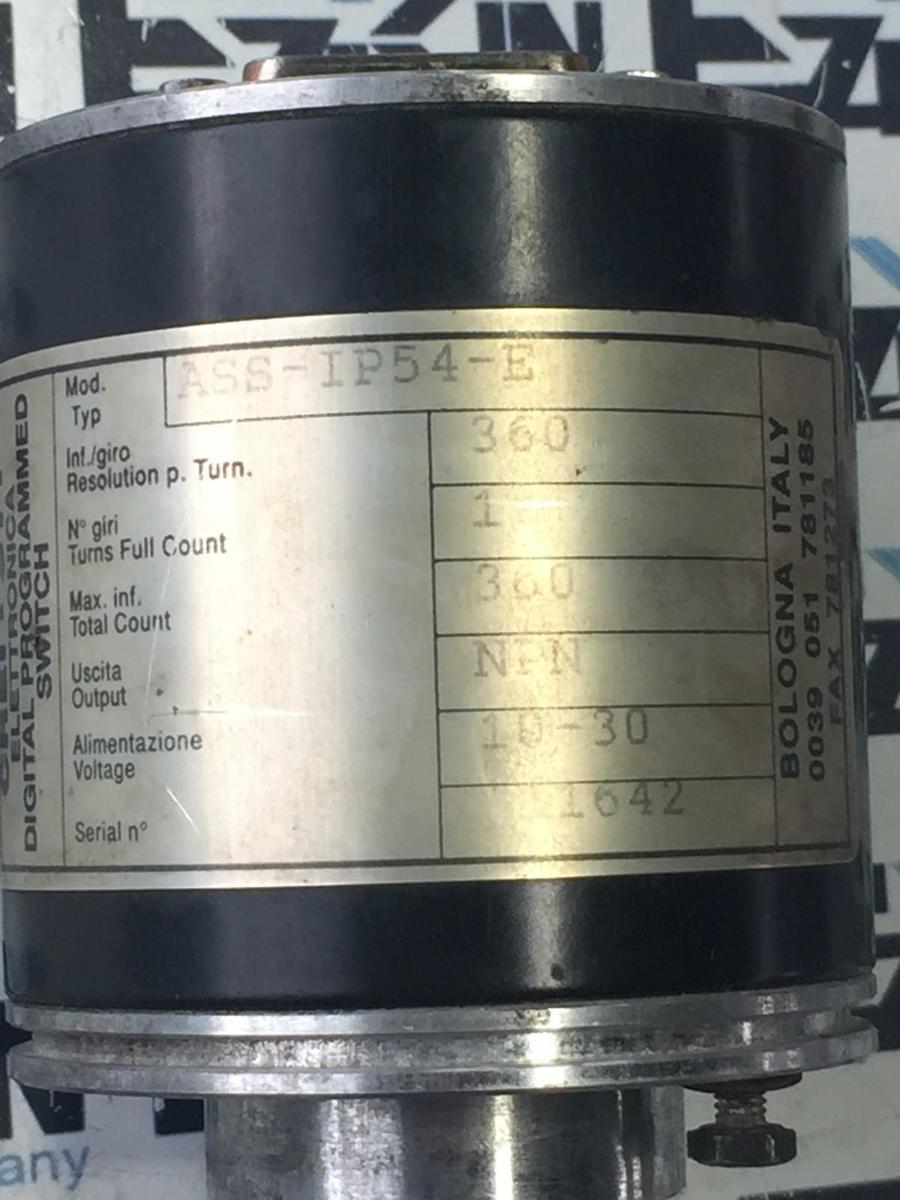 ELETTRONICA
DIGITAL PROGRAMMED
SWITCH
Mod.
Typ
ASS-IP54-E
Inf./giro
Resolution p. Turn.
360
N° giri
Turns Full Count
1
Max. inf.
Total Count
360
Uscita
Output
NPN
Alimentazione
Voltage
10-30
Serial n°
1642
BOLOGNA ITALY
0039 051 781185
FAX 781273
any